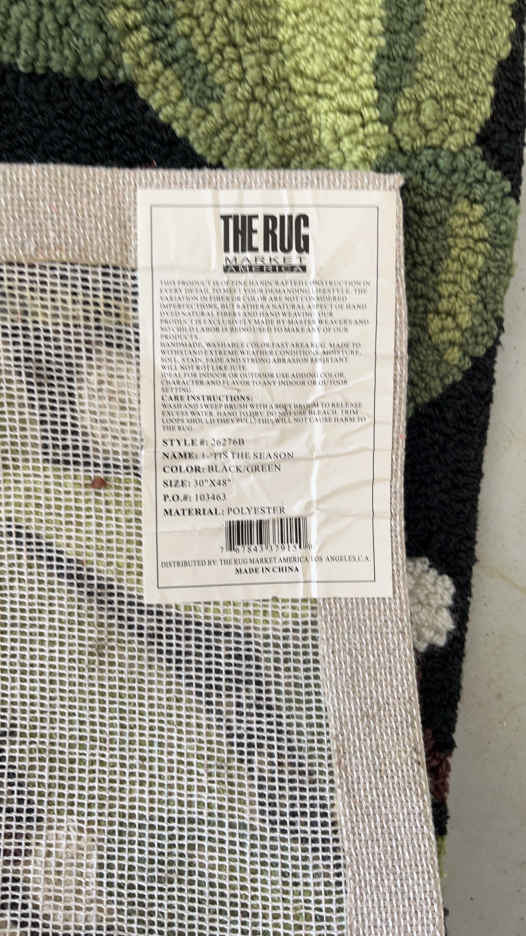 THE RUG
MARKET
AMERICA
THIS PRODUCT IS OF FINE HANDCRAFTED CONSTRUCTION IN
EVERY DETAIL TO MEET YOUR DEMANDING LIFESTYLE. THE
VARIATION IN FIBER OR COLOR ARE NOT CONSIDERED
IMPERFECTIONS, BUT RATHER A NATURAL ASPECT OF HAND
DYED NATURAL FIBERS AND HAND WEAVING. OUR
PRODUCT IS EXCLUSIVELY MADE BY MASTER WEAVERS AND
NO CHILD LABOR IS BEING USED TO MAKE ANY OF OUR
PRODUCTS.
HANDMADE, WASHABLE COLOR FAST AREA RUG. MADE TO
WITHSTAND EXTREME WEATHER CONDITIONS. MOISTURE,
SOIL, STAIN, FADE AND STRONG ABRASION RESISTANT
WILL NOT ROT LIKE JUTE.
IDEAL FOR INDOOR OR OUTDOOR USE ADDING COLOR,
CHARACTER AND FLAVOR TO ANY INDOOR OR OUTDOOR
SETTING.
CARE INSTRUCTIONS:
WASH AND SWEEP BRUSH WITH A BODY BROOM TO RELEASE
EXCESS WATER. HANG TO DRY. DO NOT USE BLEACH. TRIM
LOOPS SHOULD THEY PULL; THIS WILL NOT CAUSE HARM TO
THE RUG.
STYLE #: 26276B
NAME: 1-'TIS THE SEASON
COLOR: BLACK/GREEN
SIZE: 30"X48"
P.O.#: 103463
MATERIAL: POLYESTER
DISTRIBUTED BY: THE RUG MARKET AMERICA LOS ANGELES, C.A.
MADE IN CHINA